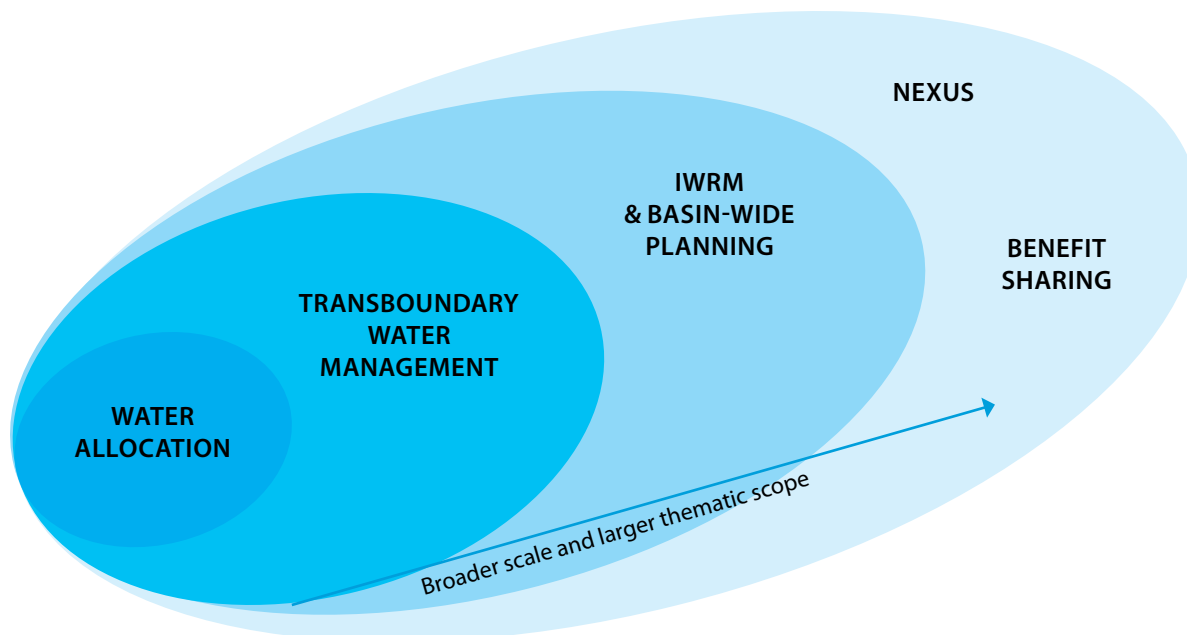 NEXUS
IWRM
& BASIN-WIDE
PLANNING
BENEFIT
SHARING
TRANSBOUNDARY
WATER
MANAGEMENT
WATER
ALLOCATION
Broader scale and larger thematic scope